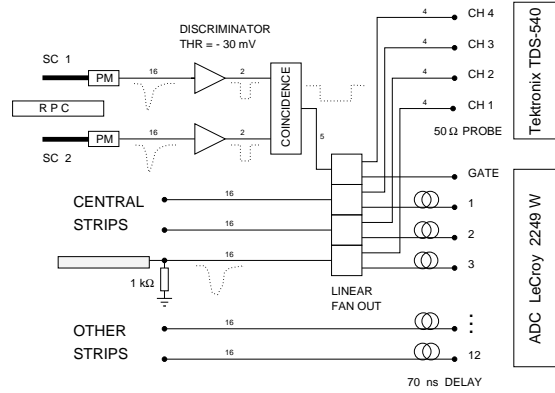 DISCRIMINATOR
THR = - 30 mV
SC 1
PM
16
2
R P C
SC 2
PM
16
2
COINCIDENCE
5
4
CH 4
4
CH 3
4
CH 2
4
CH 1
50 Ω PROBE
Tektronix TDS-540
GATE
CENTRAL
STRIPS
16
1
16
2
16
3
1 kΩ
LINEAR
FAN OUT
ADC LeCroy 2249 W
OTHER
STRIPS
16
16
12
70 ns DELAY